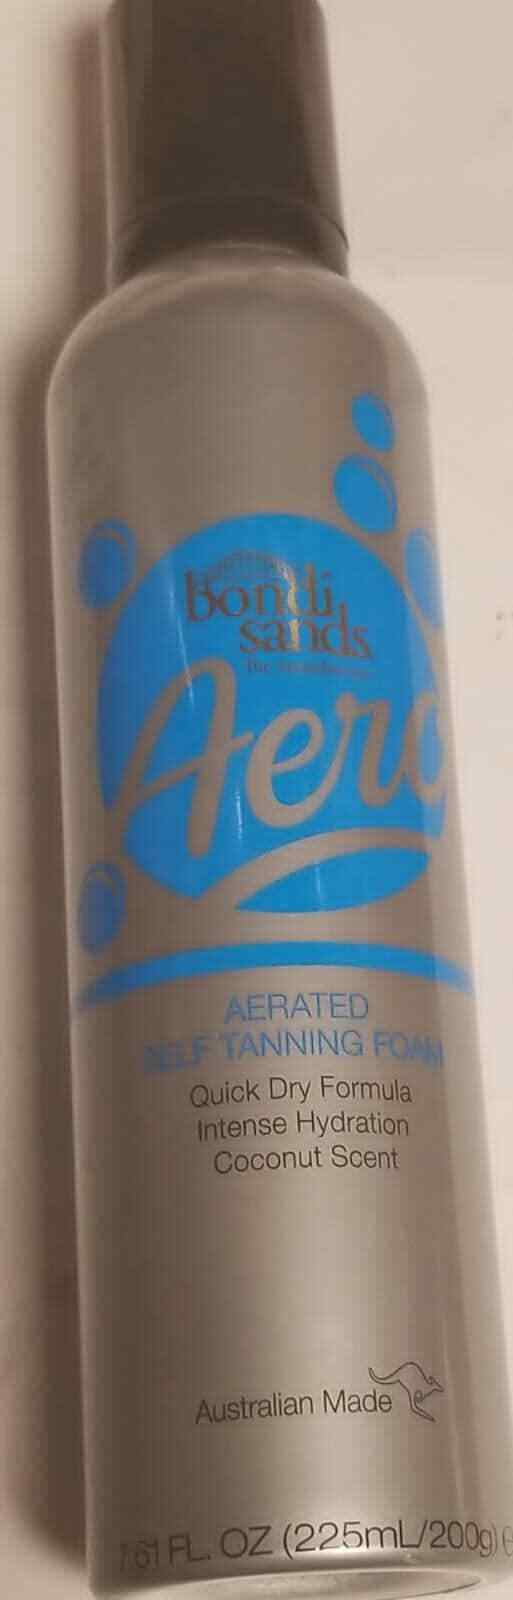 bondi
sands
Aero
AERATED
SELF TANNING FOAM
Quick Dry Formula
Intense Hydration
Coconut Scent
Australian Made
7.61 FL. OZ (225mL/200g) e